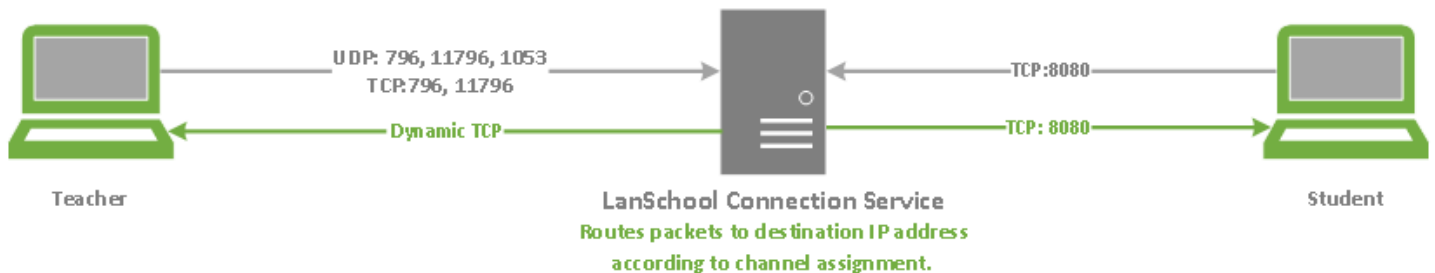 UDP: 796, 11796, 1053
TCP:796, 11796
TCP:8080
Dynamic TCP
TCP: 8080
Teacher
LanSchool Connection Service
Student
Routes packets to destination IP address
according to channel assignment.